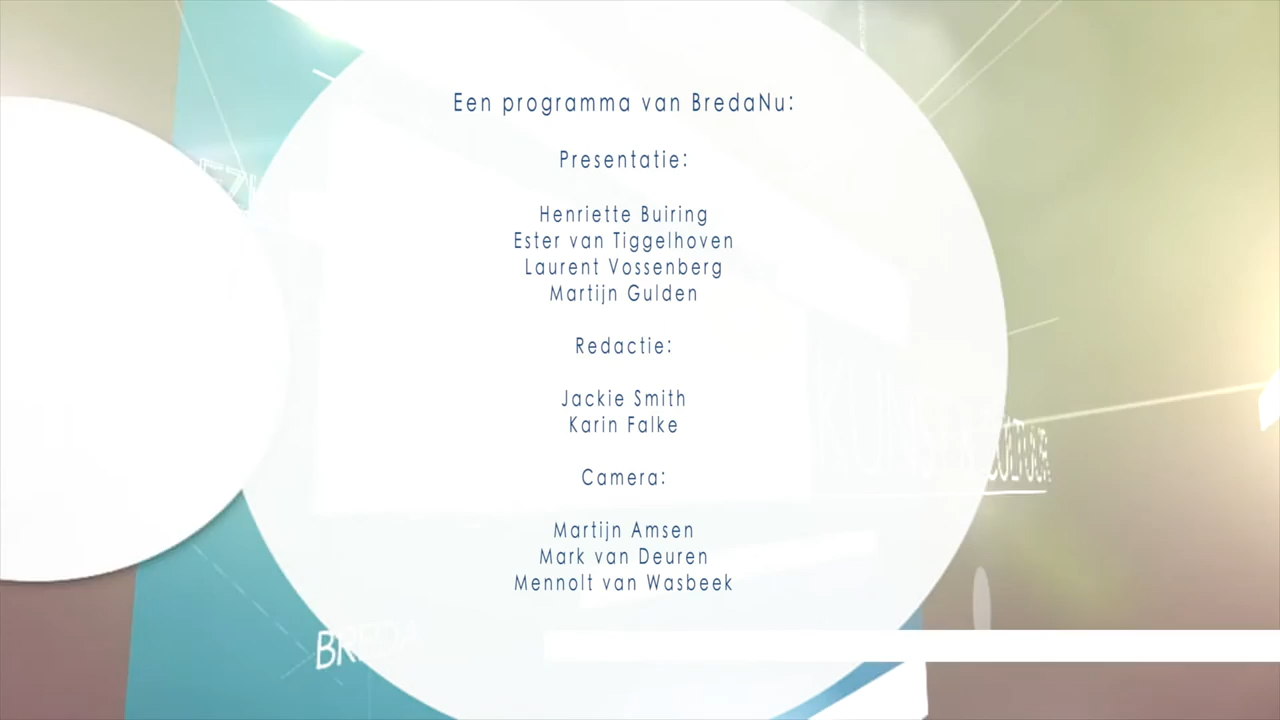 Een programma van BredaNu:
Presentatie:
Henriette Buiring
Ester van Tiggelhoven
Laurent Vossenberg
Martijn Gulden
Redactie:
Jackie Smith
Karin Falke
Camera:
Martijn Amsen
Mark van Deuren
Mennolt van Wasbeek
BREDA